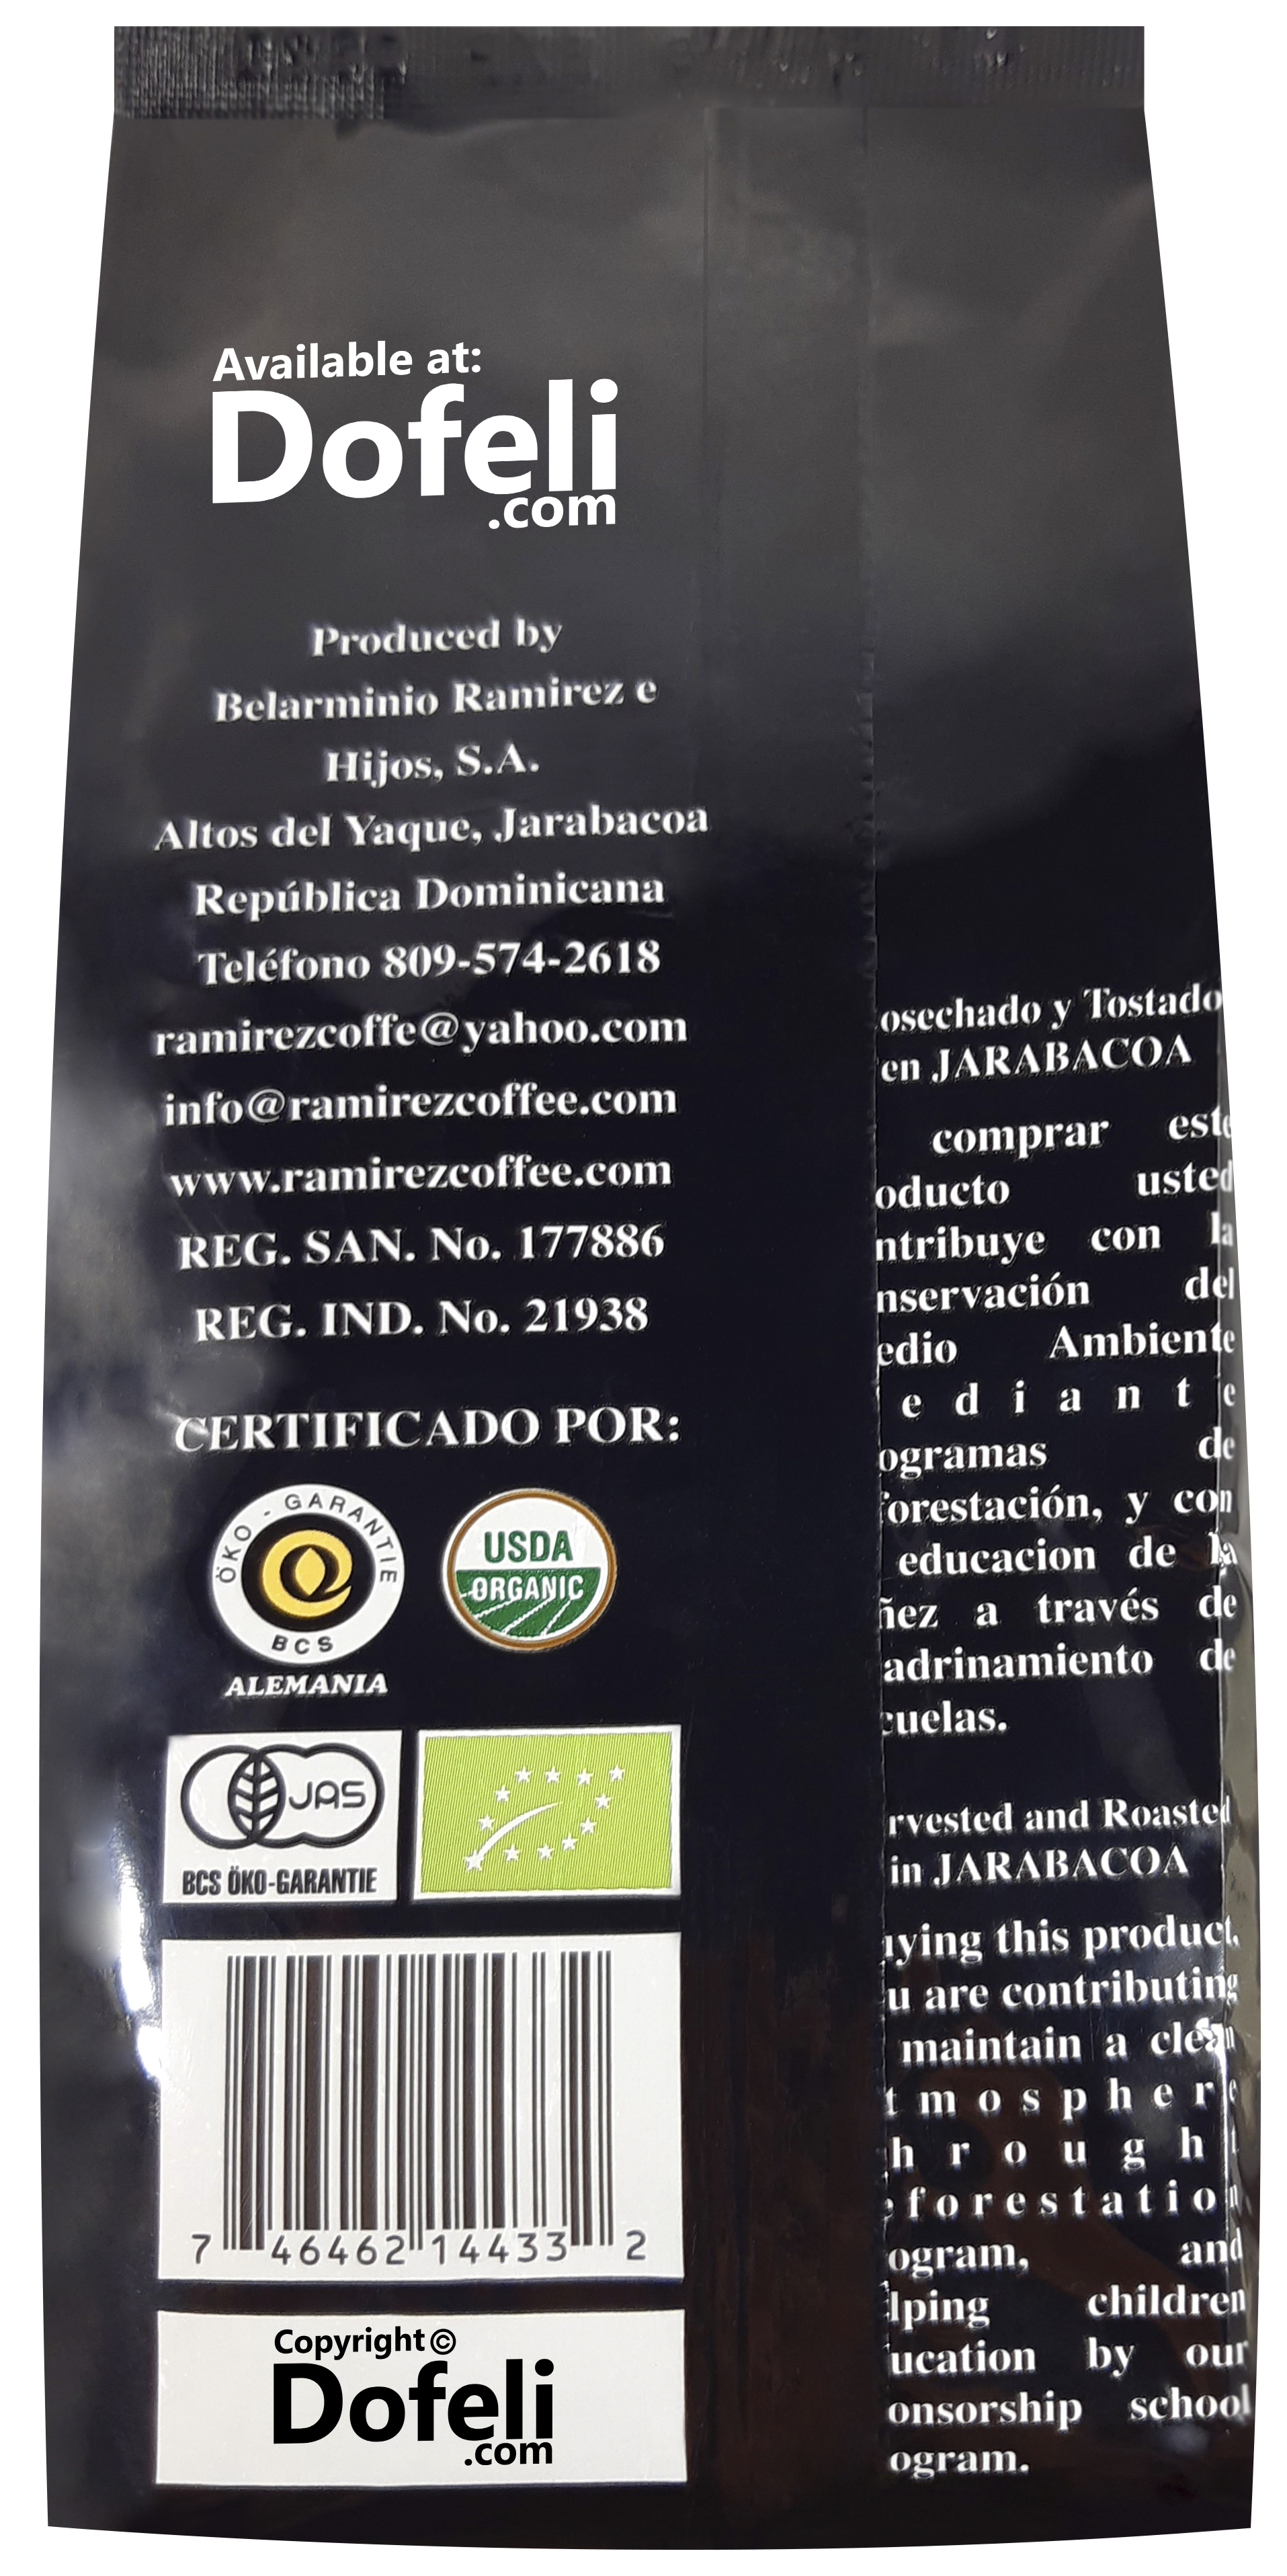 Available at:
Dofeli
.com
Produced by
Belarminio Ramirez e
Hijos, S.A.
Altos del Yaque, Jarabacoa
República Dominicana
Teléfono 809-574-2618
ramirezcoffe@yahoo.com
info@ramirezcoffee.com
www.ramirezcoffee.com
REG. SAN. No. 177886
REG. IND. No. 21938
CERTIFICADO POR:
ÖKO - GARANTIE
BCS
ALEMANIA
USDA
ORGANIC
JAS
BCS ÖKO-GARANTIE
7 46462 14433 2
Copyright ©
Dofeli
.com
osechado y Tostado
en JARABACOA
comprar este
oducto usted
ntribuye con la
nservación del
edio Ambiente
e d i a n t e
ogramas de
forestación, y con
educacion de la
ñez a través de
adrinamiento de
cuelas.
rvested and Roasted
in JARABACOA
uying this product,
u are contributing
maintain a clean
t m o s p h e r e
h r o u g h t
e f o r e s t a t i o n
ogram, and
lping children
ucation by our
onsorship school
ogram.